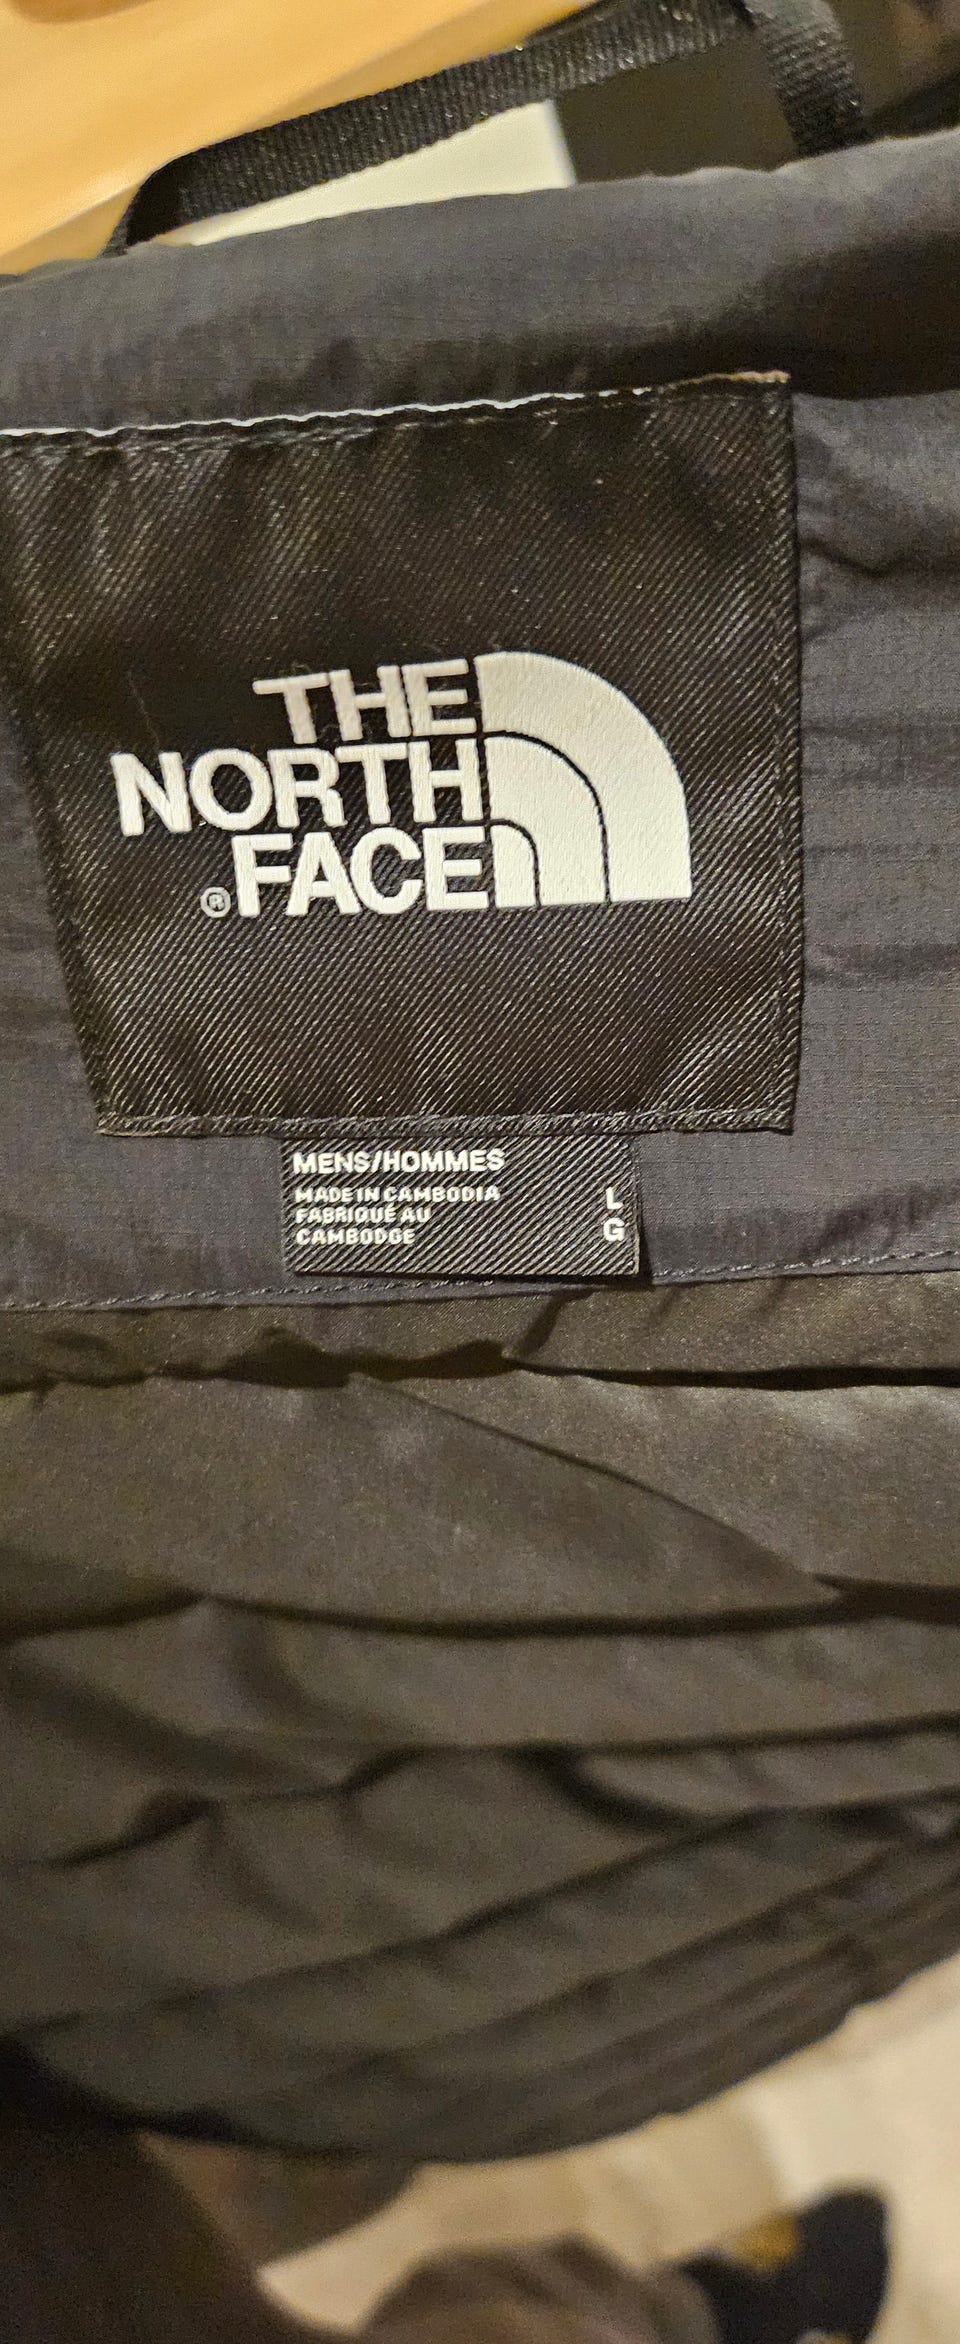 THE
NORTH
FACE®
MENS/HOMMES
MADE IN CAMBODIA
FABRIQUÉ AU
CAMBODGE
L
G